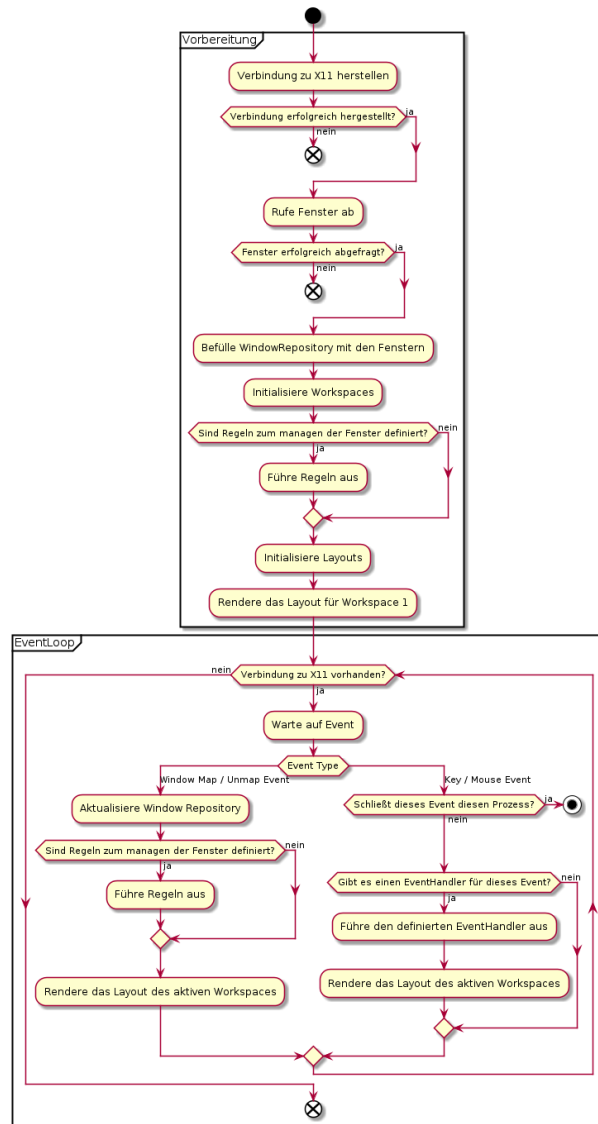 Vorbereitung
Verbindung zu X11 herstellen
Verbindung erfolgreich hergestellt?
ja
nein
Rufe Fenster ab
Fenster erfolgreich abgefragt?
ja
nein
Befülle WindowRepository mit den Fenstern
Initialisiere Workspaces
Sind Regeln zum managen der Fenster definiert?
nein
ja
Führe Regeln aus
Initialisiere Layouts
Rendere das Layout für Workspace 1
EventLoop
nein
Verbindung zu X11 vorhanden?
ja
Warte auf Event
Event Type
Window Map / Unmap Event
Key / Mouse Event
Aktualisiere Window Repository
Schließt dieses Event diesen Prozess?
ja
nein
Sind Regeln zum managen der Fenster definiert?
nein
ja
Führe Regeln aus
Gibt es einen EventHandler für dieses Event?
nein
ja
Führe den definierten EventHandler aus
Rendere das Layout des aktiven Workspaces
Rendere das Layout des aktiven Workspaces